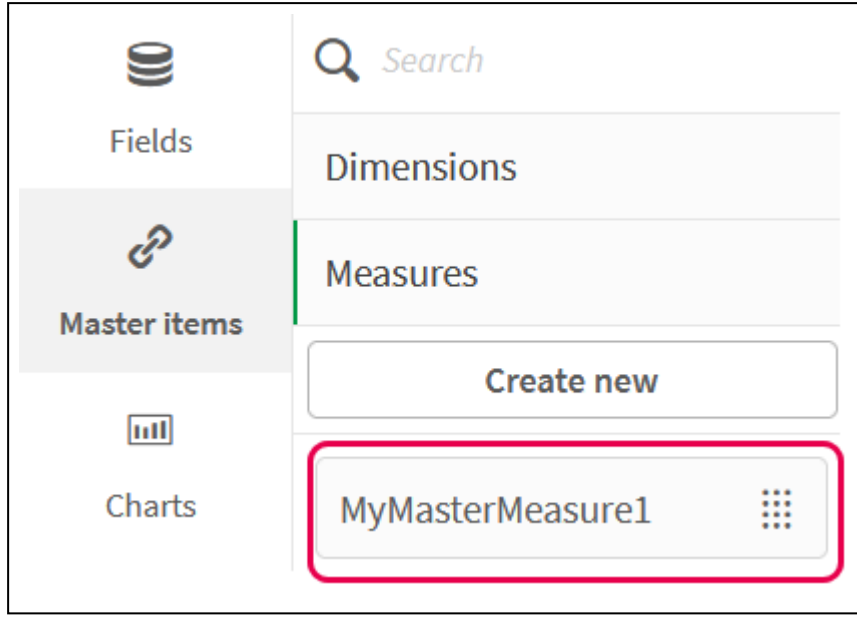 Fields
Master items
Charts
Search
Dimensions
Measures
Create new
MyMasterMeasure1